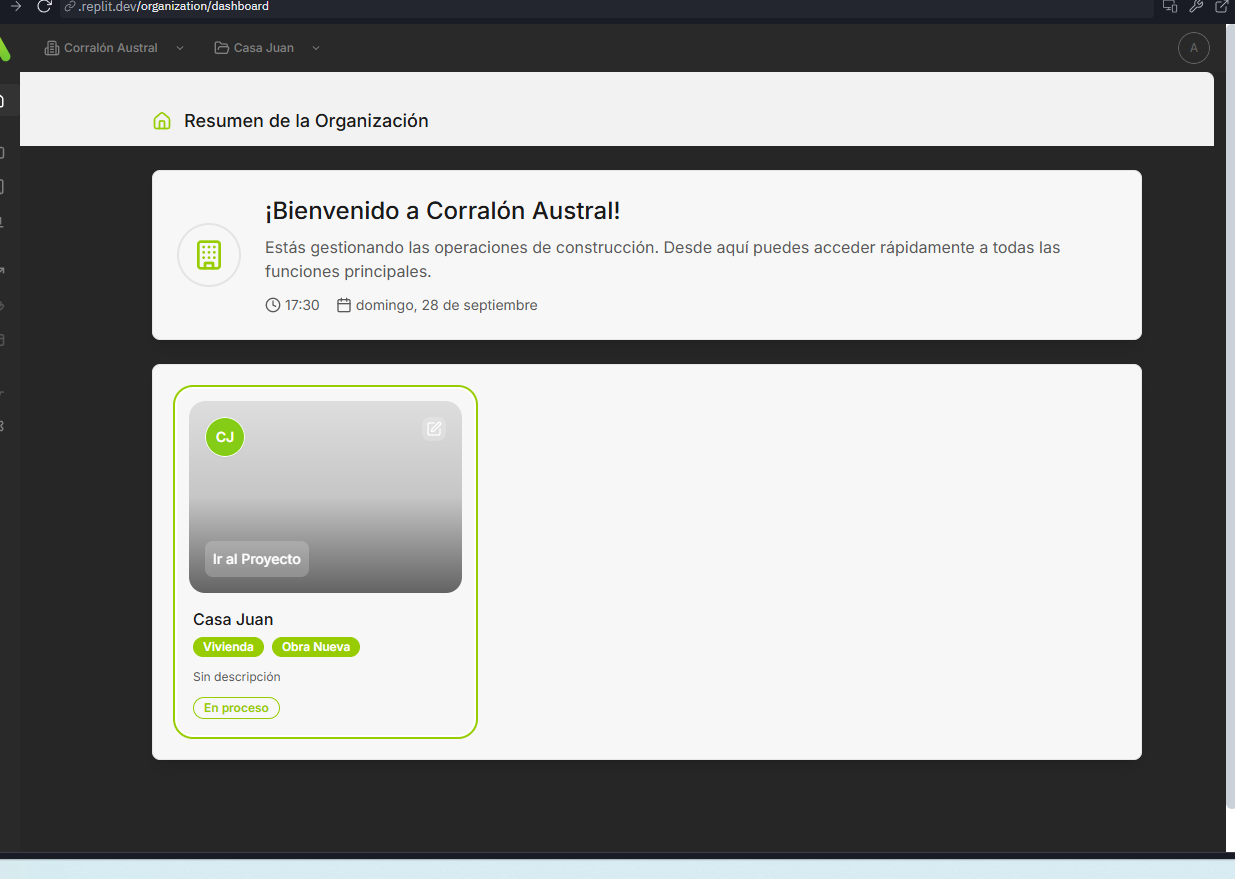 .replit.dev/organization/dashboard
Corralón Austral
Casa Juan
A
Resumen de la Organización
¡Bienvenido a Corralón Austral!
Estás gestionando las operaciones de construcción. Desde aquí puedes acceder rápidamente a todas las
funciones principales.
17:30 domingo, 28 de septiembre
CJ
Ir al Proyecto
Casa Juan
Vivienda Obra Nueva
Sin descripción
En proceso